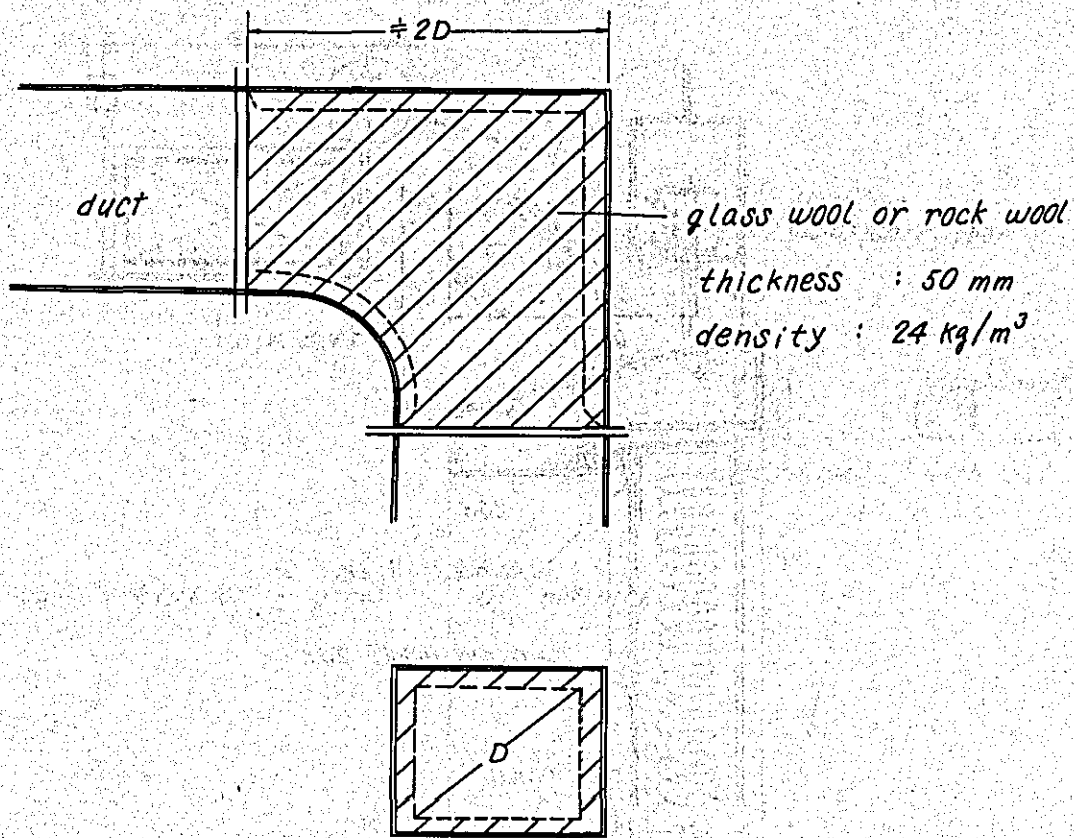 ≑2D
duct
glass wool or rock wool
thickness : 50 mm
density : 24 kg/m³
D